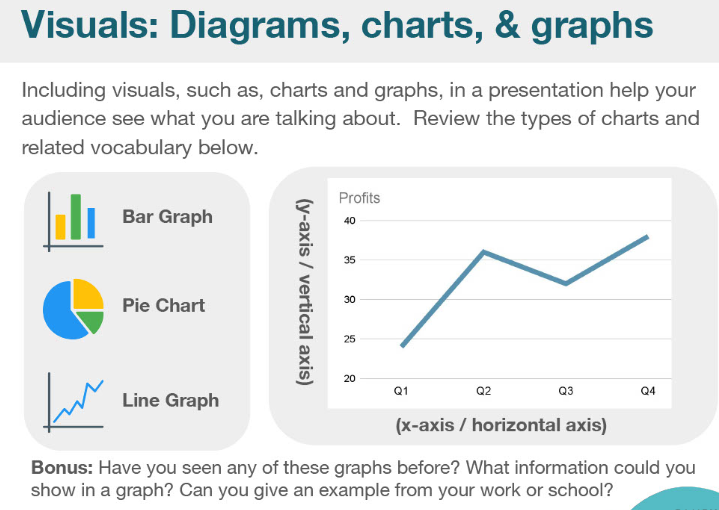 Visuals: Diagrams, charts, & graphs
Including visuals, such as, charts and graphs, in a presentation help your
audience see what you are talking about.  Review the types of charts and
related vocabulary below.
Bar Graph
Pie Chart
Line Graph
(y-axis / vertical axis)
Profits
40
35
30
25
20
Q1 Q2 Q3 Q4
(x-axis / horizontal axis)
Bonus: Have you seen any of these graphs before? What information could you
show in a graph? Can you give an example from your work or school?